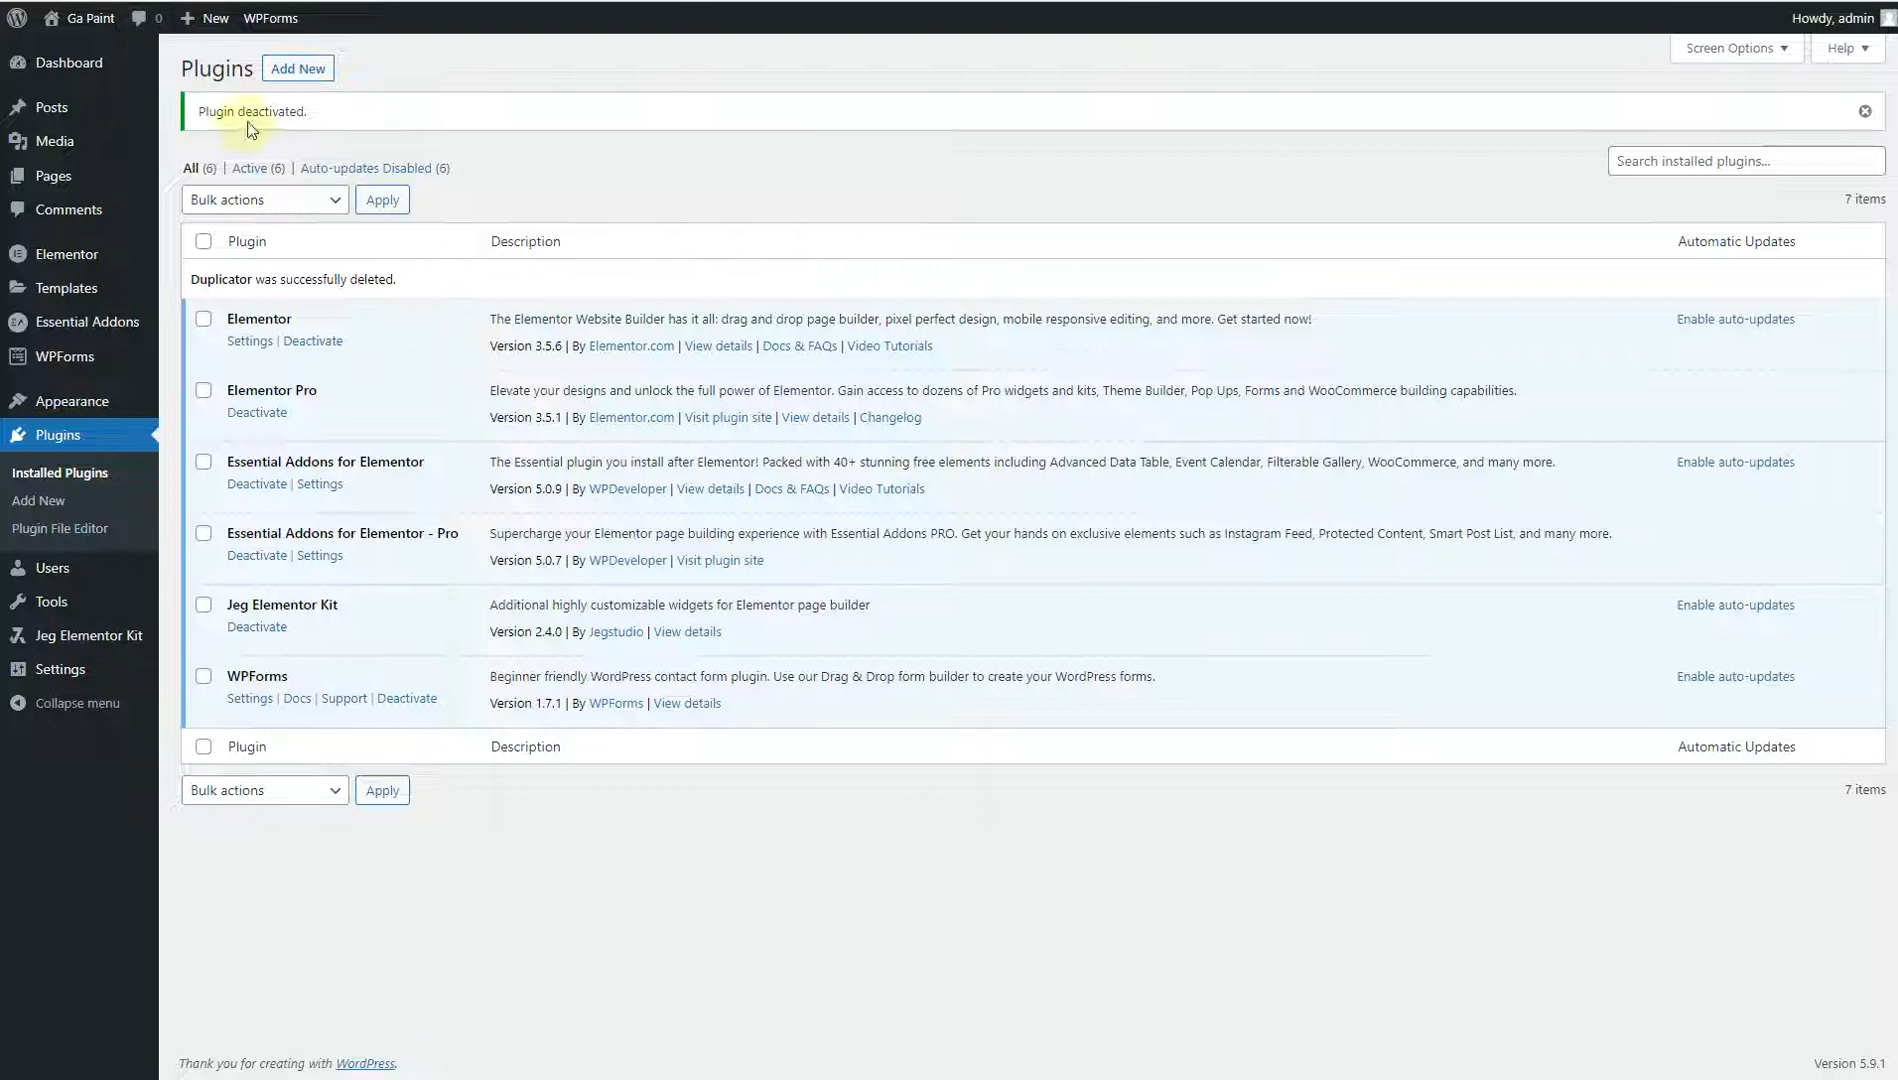 Ga Paint 0 New WPForms Howdy, admin
Screen Options Help
Dashboard
Posts
Media
Pages
Comments
Elementor
Templates
Essential Addons
WPForms
Appearance
Plugins
Installed Plugins
Add New
Plugin File Editor
Users
Tools
Jeg Elementor Kit
Settings
Collapse menu
Plugins Add New
Plugin deactivated.
All (6) | Active (6) | Auto-updates Disabled (6)
Search installed plugins...
Bulk actions Apply 7 items
Plugin Description Automatic Updates
Duplicator was successfully deleted.
Elementor The Elementor Website Builder has it all: drag and drop page builder, pixel perfect design, mobile responsive editing, and more. Get started now! Enable auto-updates
Settings | Deactivate Version 3.5.6 | By Elementor.com | View details | Docs & FAQs | Video Tutorials
Elementor Pro Elevate your designs and unlock the full power of Elementor. Gain access to dozens of Pro widgets and kits, Theme Builder, Pop Ups, Forms and WooCommerce building capabilities.
Deactivate Version 3.5.1 | By Elementor.com | Visit plugin site | View details | Changelog
Essential Addons for Elementor The Essential plugin you install after Elementor! Packed with 40+ stunning free elements including Advanced Data Table, Event Calendar, Filterable Gallery, WooCommerce, and many more. Enable auto-updates
Deactivate | Settings Version 5.0.9 | By WPDeveloper | View details | Docs & FAQs | Video Tutorials
Essential Addons for Elementor - Pro Supercharge your Elementor page building experience with Essential Addons PRO. Get your hands on exclusive elements such as Instagram Feed, Protected Content, Smart Post List, and many more.
Deactivate | Settings Version 5.0.7 | By WPDeveloper | Visit plugin site
Jeg Elementor Kit Additional highly customizable widgets for Elementor page builder Enable auto-updates
Deactivate Version 2.4.0 | By Jegstudio | View details
WPForms Beginner friendly WordPress contact form plugin. Use our Drag & Drop form builder to create your WordPress forms. Enable auto-updates
Settings | Docs | Support | Deactivate Version 1.7.1 | By WPForms | View details
Plugin Description Automatic Updates
Bulk actions Apply 7 items
Thank you for creating with WordPress. Version 5.9.1